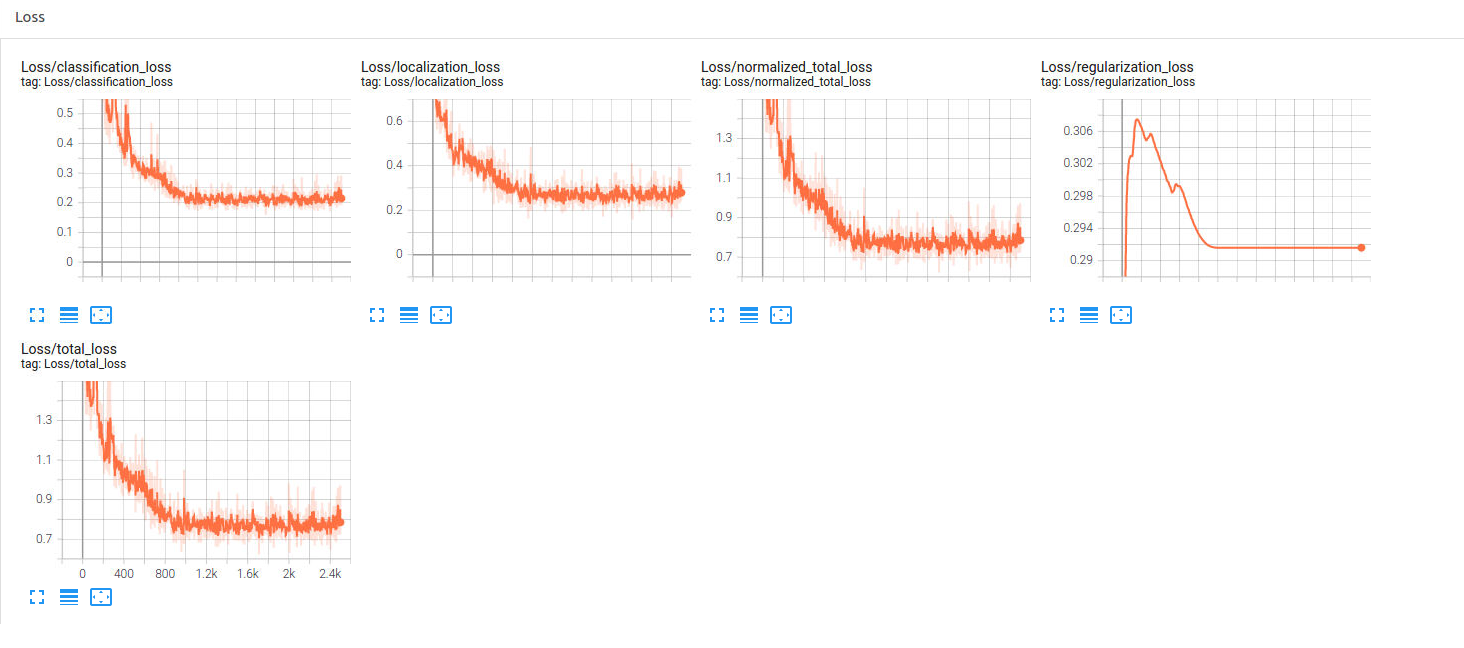 Loss
Loss/classification_loss
tag: Loss/classification_loss
0.5
0.4
0.3
0.2
0.1
0
Loss/localization_loss
tag: Loss/localization_loss
0.6
0.4
0.2
0
Loss/normalized_total_loss
tag: Loss/normalized_total_loss
1.3
1.1
0.9
0.7
Loss/regularization_loss
tag: Loss/regularization_loss
0.306
0.302
0.298
0.294
0.29
Loss/total_loss
tag: Loss/total_loss
1.3
1.1
0.9
0.7
0 400 800 1.2k 1.6k 2k 2.4k